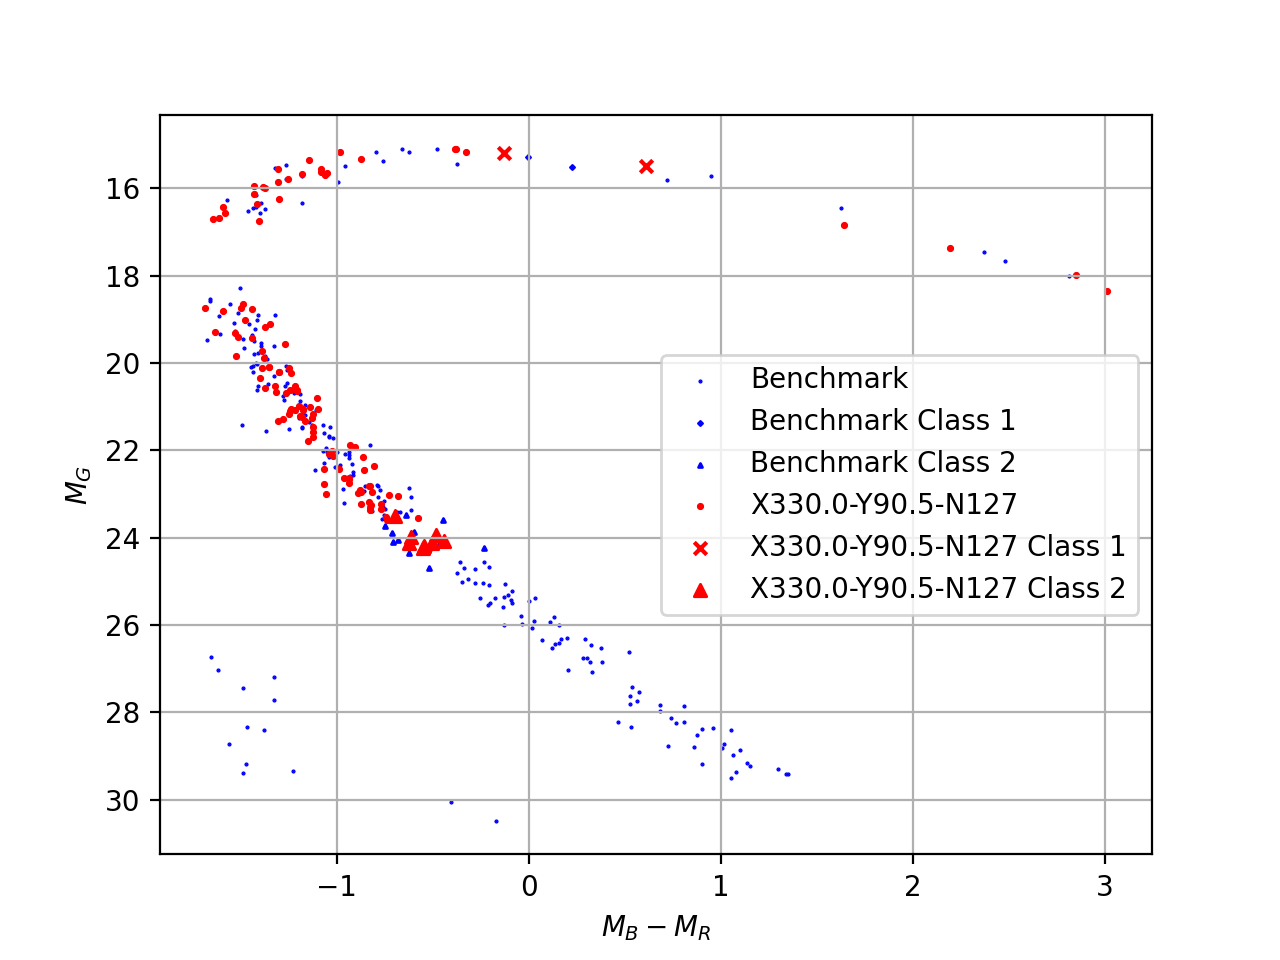 16
18
20
22
24
26
28
30
M_G
Benchmark
Benchmark Class 1
Benchmark Class 2
X330.0-Y90.5-N127
X330.0-Y90.5-N127 Class 1
X330.0-Y90.5-N127 Class 2
−1 0 1 2 3
M_B − M_R